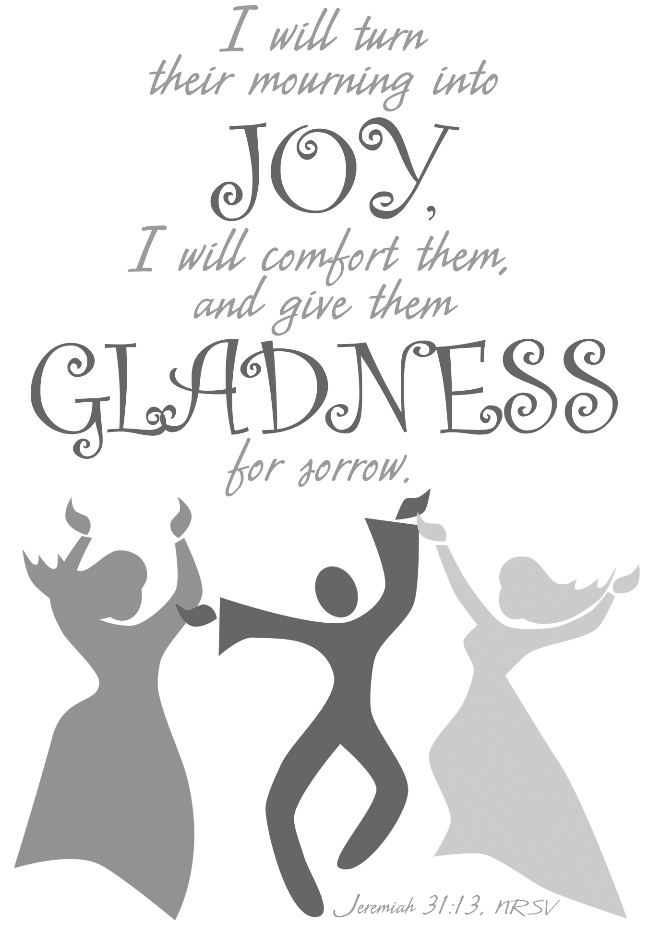 I will turn
their mourning into
JOY,
I will comfort them,
and give them
GLADNESS
for sorrow.
Jeremiah 31:13, NRSV